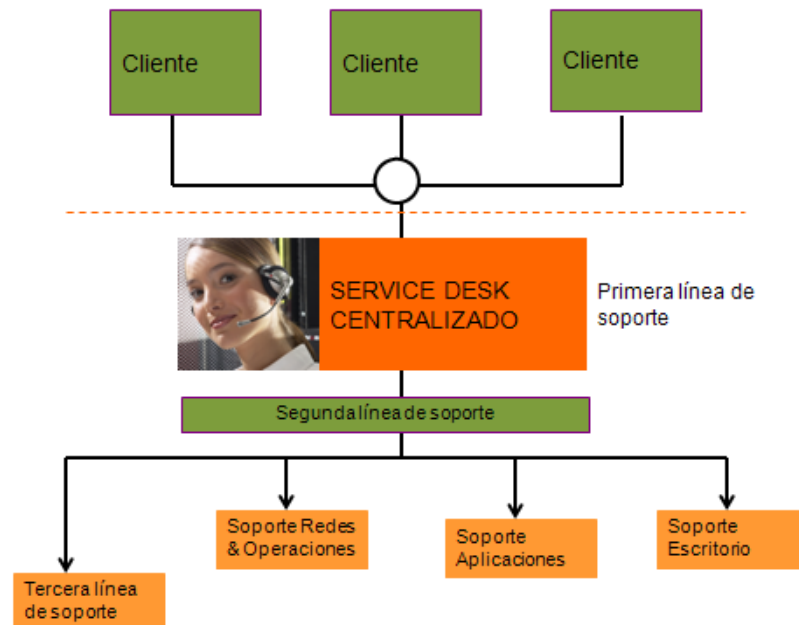 Cliente
Cliente
Cliente
SERVICE DESK
CENTRALIZADO
Primera línea de
soporte
Segunda línea de soporte
Soporte Redes
& Operaciones
Soporte
Aplicaciones
Soporte
Escritorio
Tercera línea
de soporte